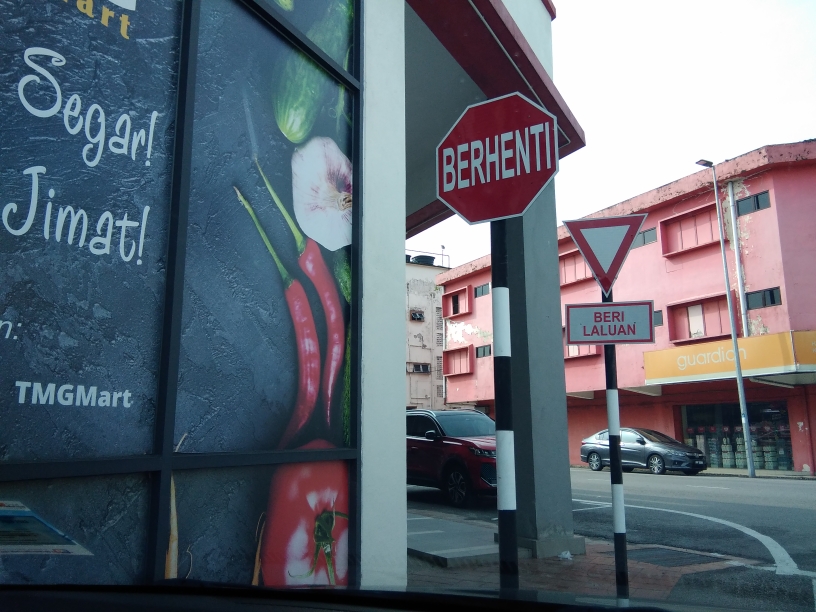 art
Segar!
Jimat!
n:
TMGMart
BERHENTI
BERI
LALUAN
guardian